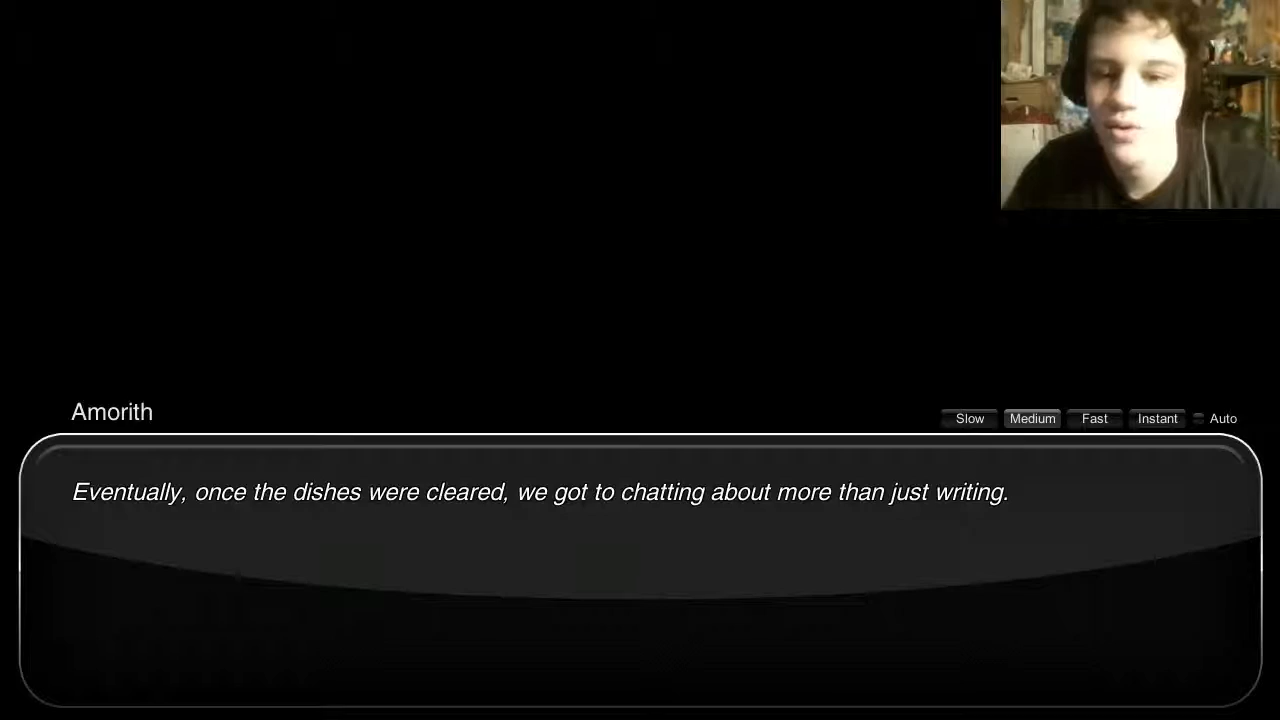 Amorith
Slow Medium Fast Instant Auto
Eventually, once the dishes were cleared, we got to chatting about more than just writing.